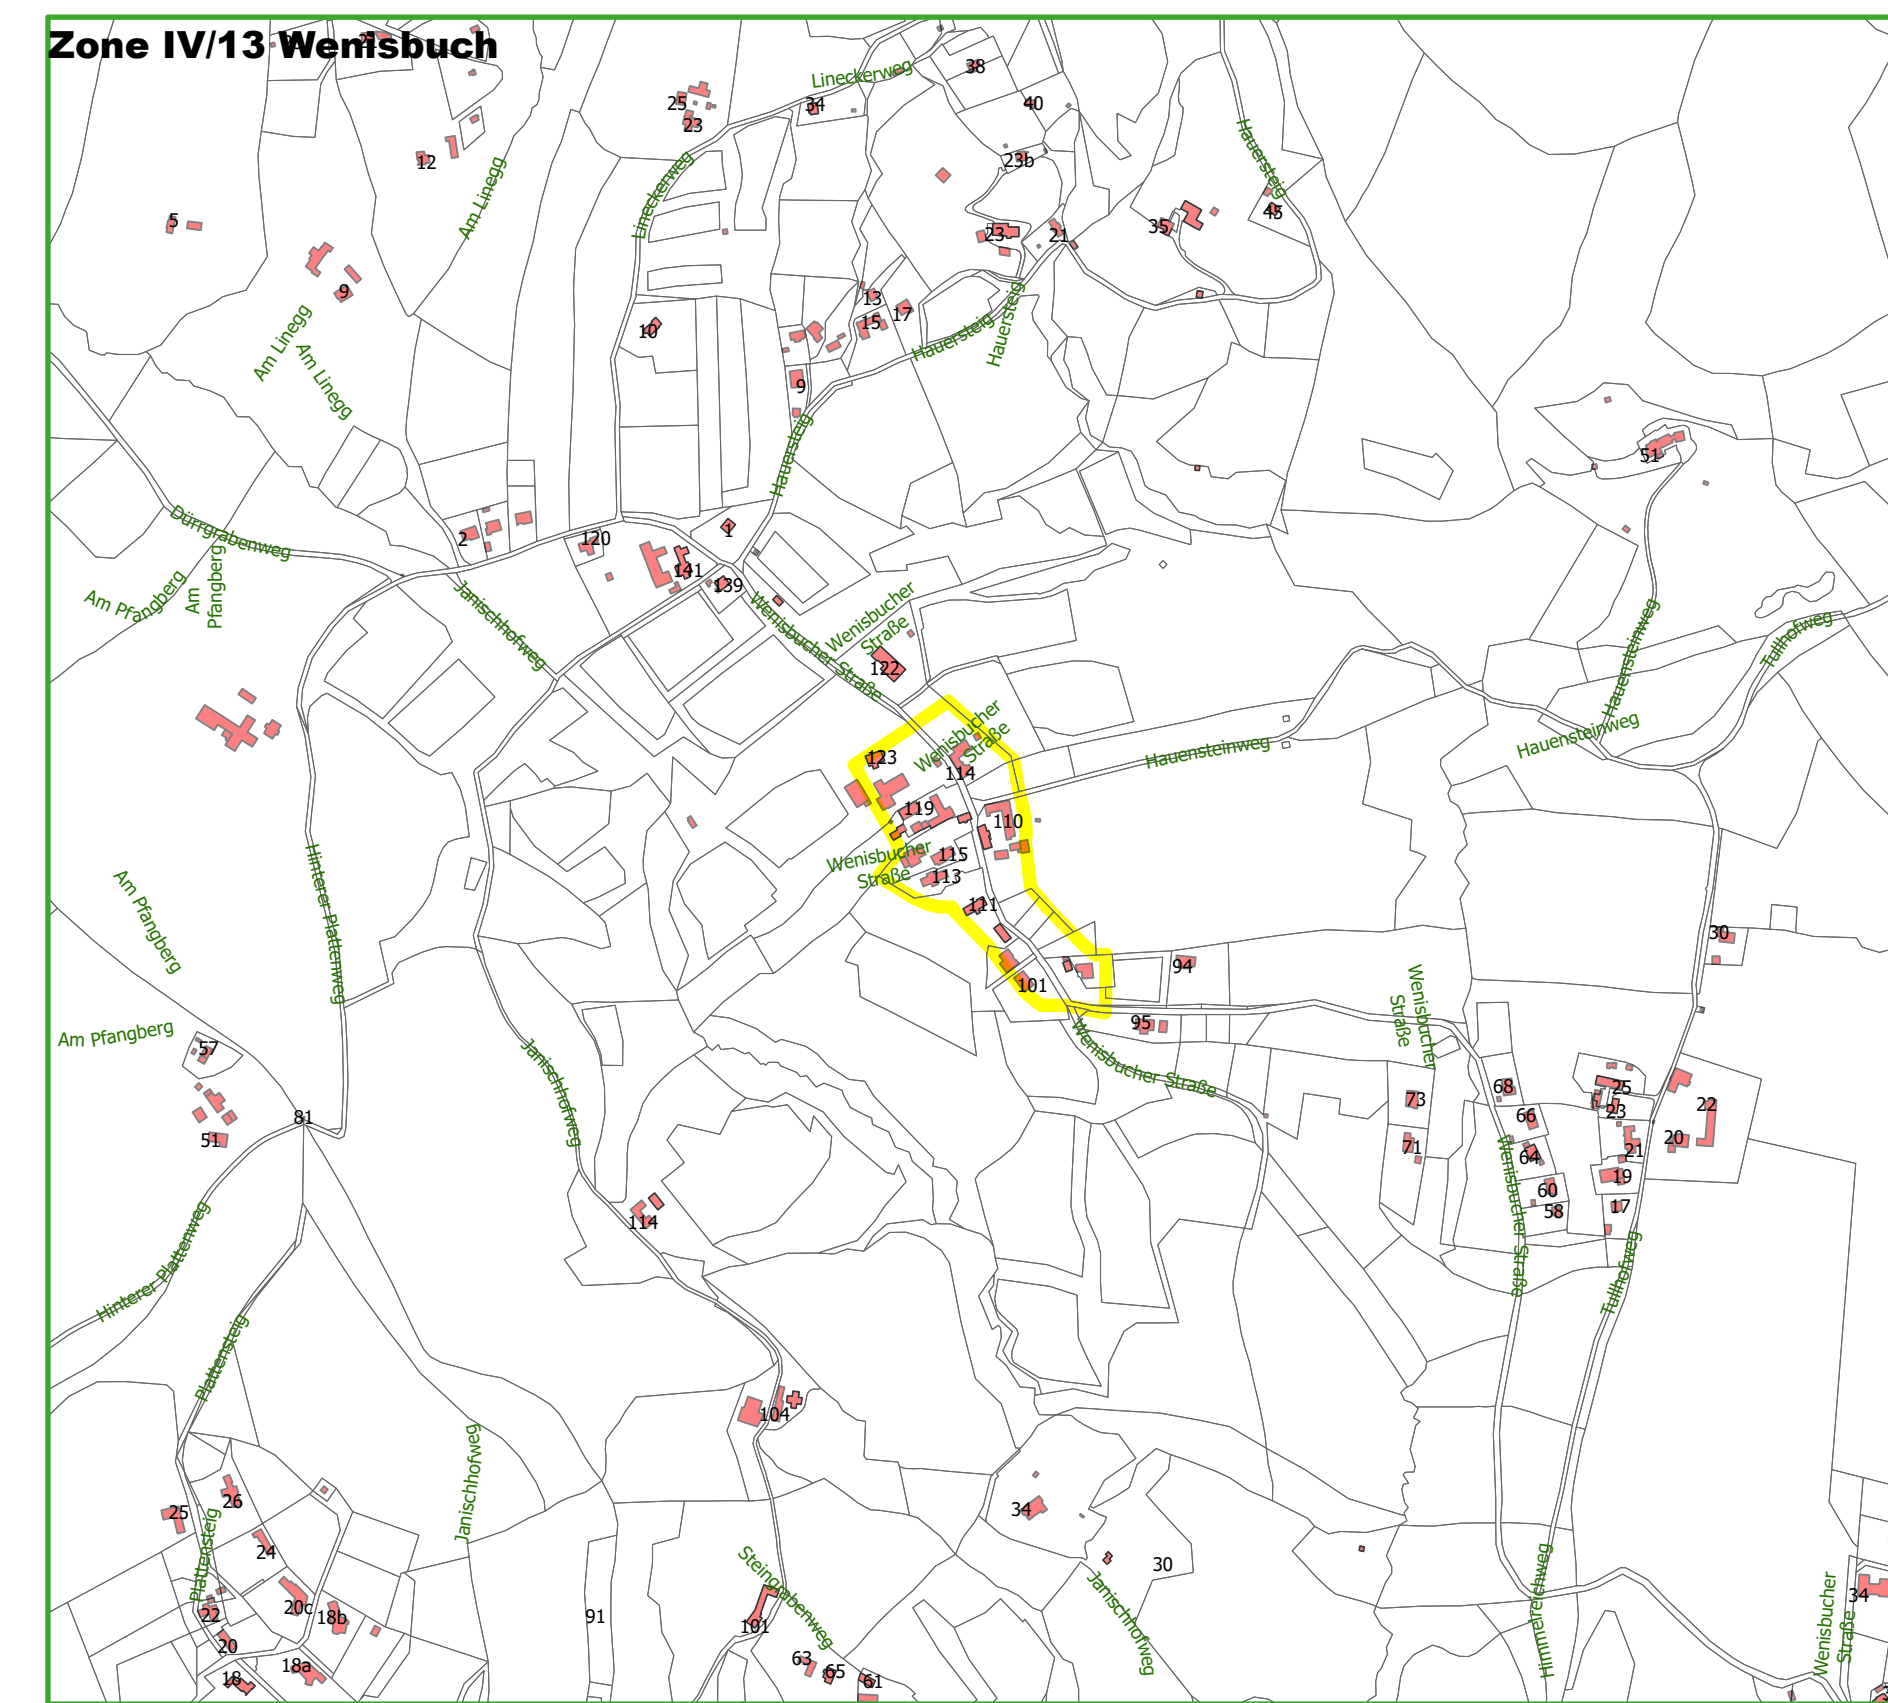 Zone IV/13 Wenisbuch
21
38
Lineckerweg
25
34
40
23
12
23b
Hauersteig
Am Linegg
Lineckerweg
5
45
35
23
21
9
13
17
15
10
Hauersteig
Hauersteig
Am Linegg
Am Linegg
9
Hauersteig
51
Dürrgrabenweg
1
2
120
141
139
Am Pfangberg
Am
Pfangberg
Janischhofweg
Wenisbucher Straße
Wenisbucher
Straße
122
Hauensteinweg
Tullhofweg
Wenisbucher
Straße
Hauensteinweg
Hauensteinweg
123
114
119
110
Wenisbucher
Straße
115
113
111
Hinterer Plattenweg
Am Pfangberg
30
94
101
95
Wenisbucher
Straße
Am Pfangberg
57
Janischhofweg
Wenisbucher Straße
81
51
68
66
73
71
64
60
58
25
23
22
20
21
19
17
Wenisbucher Straße
114
Hinterer Plattenweg
Tullhofweg
Plattensteig
104
Janischhofweg
26
25
34
24
Plattensteig
30
Steingrabenweg
Janischhofweg
Himmelreichweg
Wenisbucher
Straße
34
20c
18b
22
91
101
20
18a
18
63
65
61